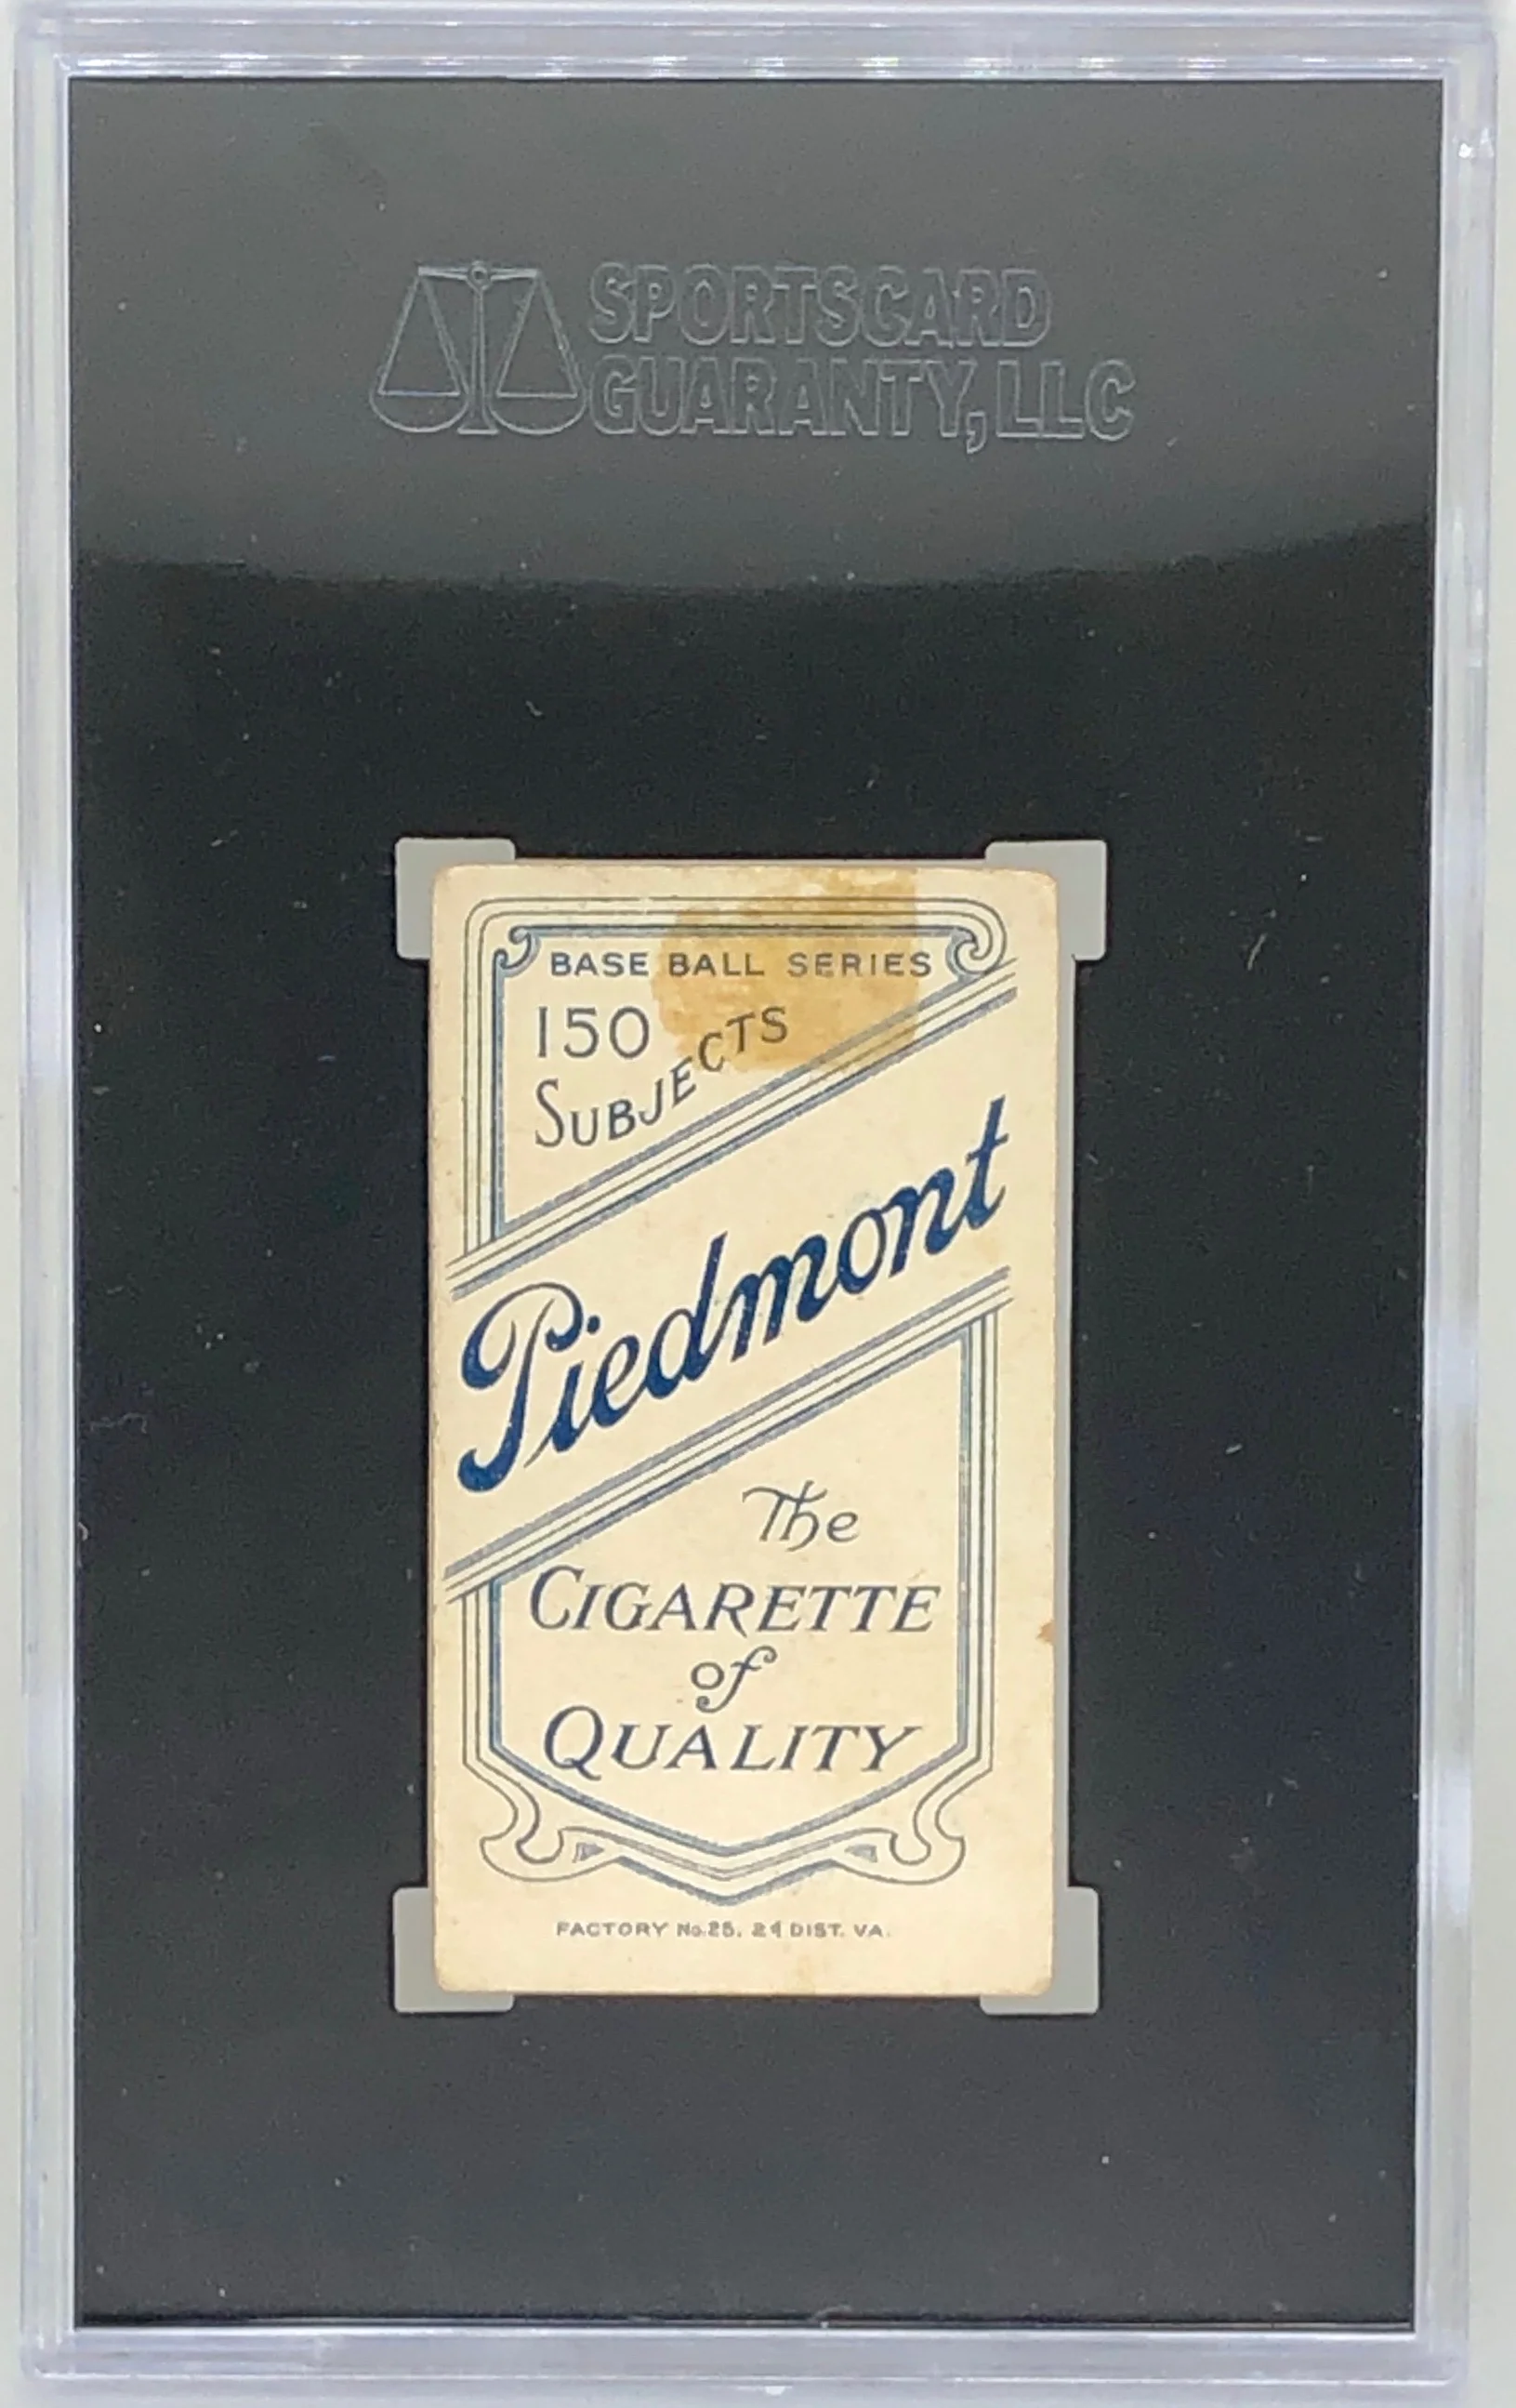 SPORTSCARD
GUARANTY, LLC
BASE BALL SERIES
150
SUBJECTS
Piedmont
The
CIGARETTE
of
QUALITY
FACTORY No. 25. 2d DIST. VA.